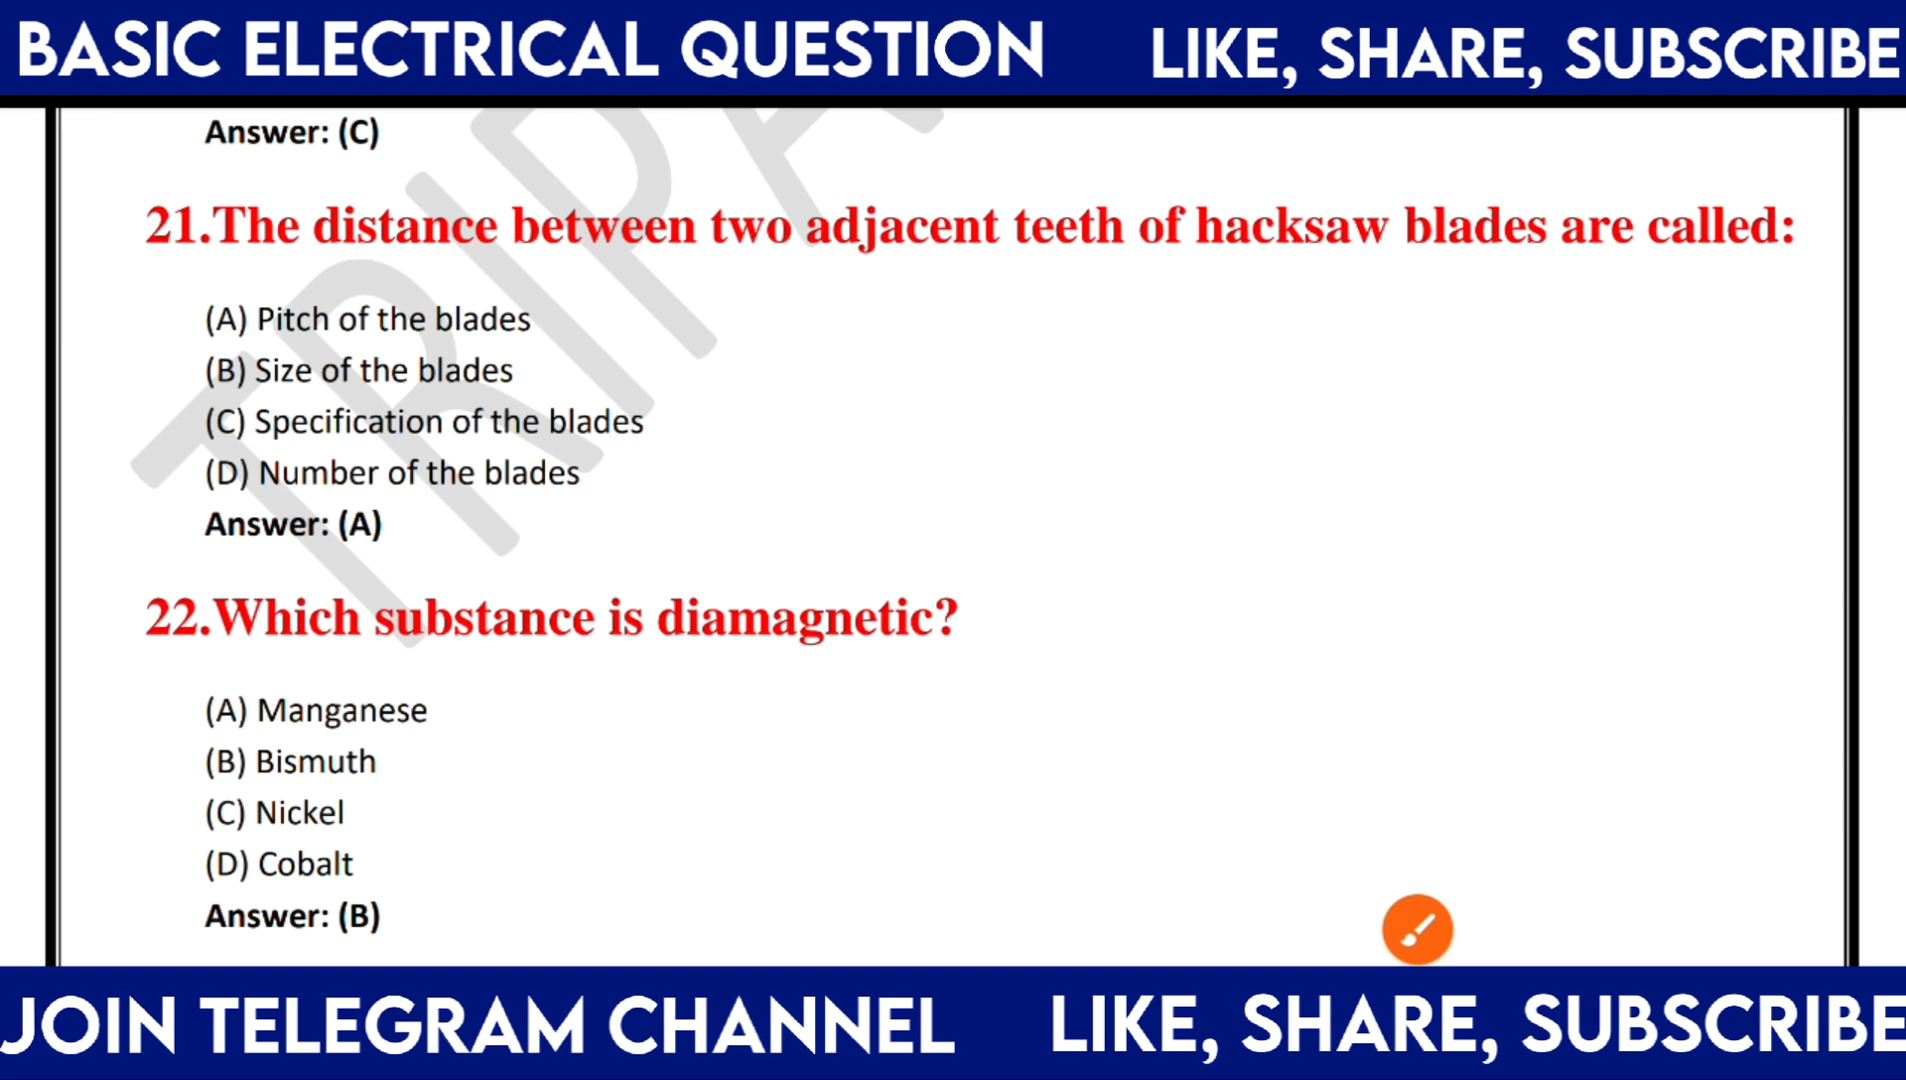 BASIC ELECTRICAL QUESTION LIKE, SHARE, SUBSCRIBE
Answer: (C)
21.The distance between two adjacent teeth of hacksaw blades are called:
(A) Pitch of the blades
(B) Size of the blades
(C) Specification of the blades
(D) Number of the blades
Answer: (A)
22.Which substance is diamagnetic?
(A) Manganese
(B) Bismuth
(C) Nickel
(D) Cobalt
Answer: (B)
JOIN TELEGRAM CHANNEL LIKE, SHARE, SUBSCRIBE